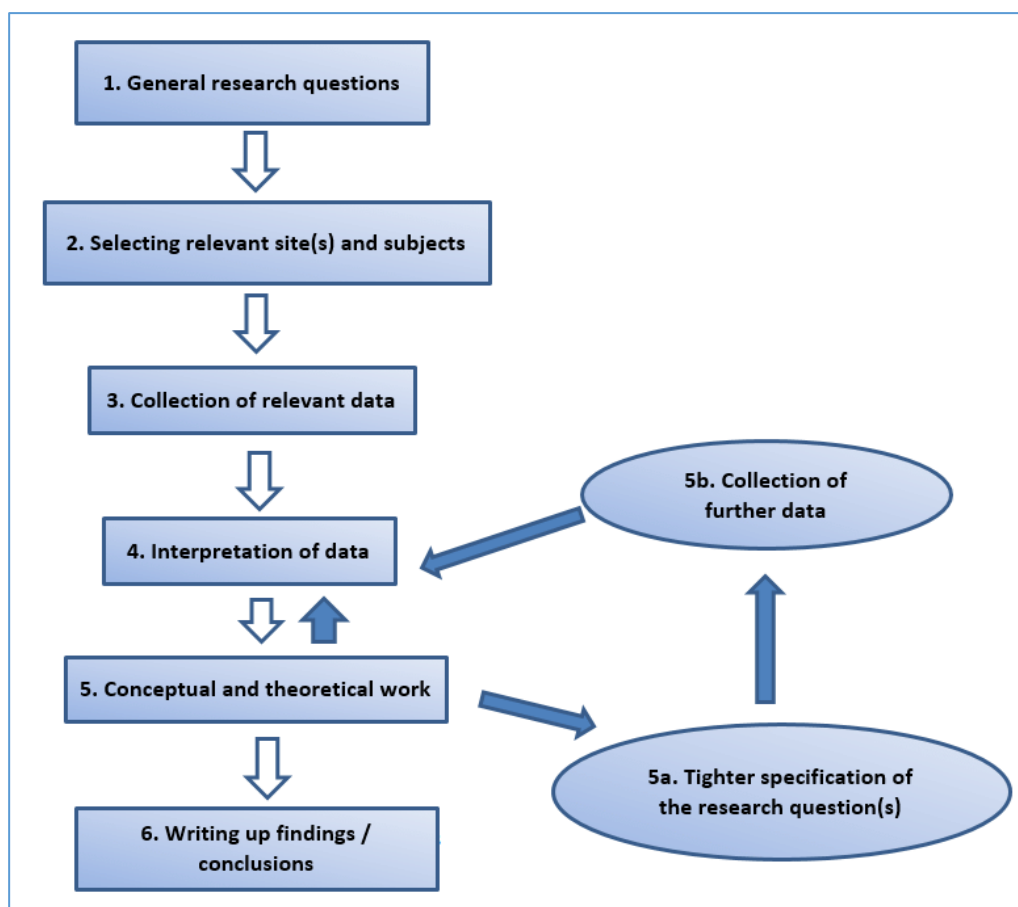 1. General research questions
2. Selecting relevant site(s) and subjects
3. Collection of relevant data
4. Interpretation of data
5b. Collection of
further data
5. Conceptual and theoretical work
5a. Tighter specification of
the research question(s)
6. Writing up findings /
conclusions